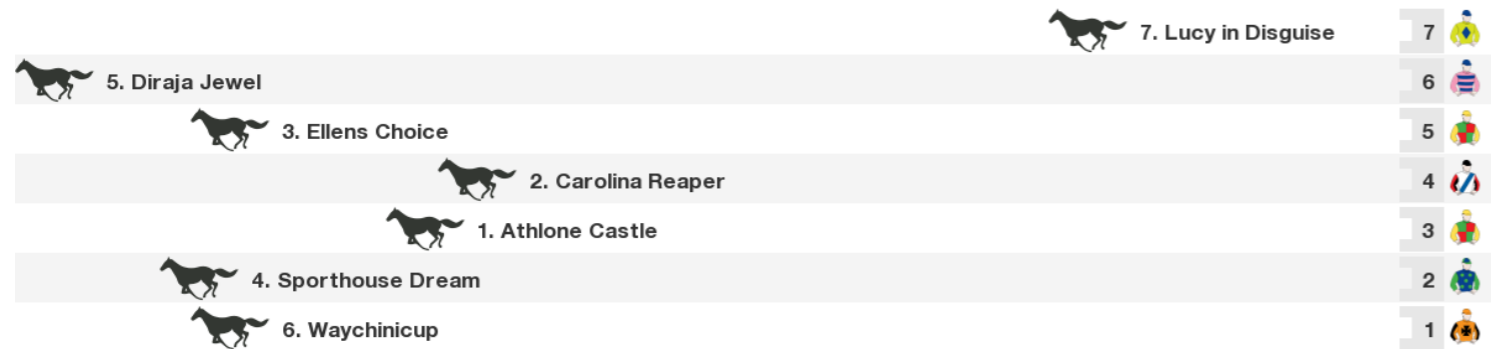 7. Lucy in Disguise 7
5. Diraja Jewel 6
3. Ellens Choice 5
2. Carolina Reaper 4
1. Athlone Castle 3
4. Sporthouse Dream 2
6. Waychinicup 1